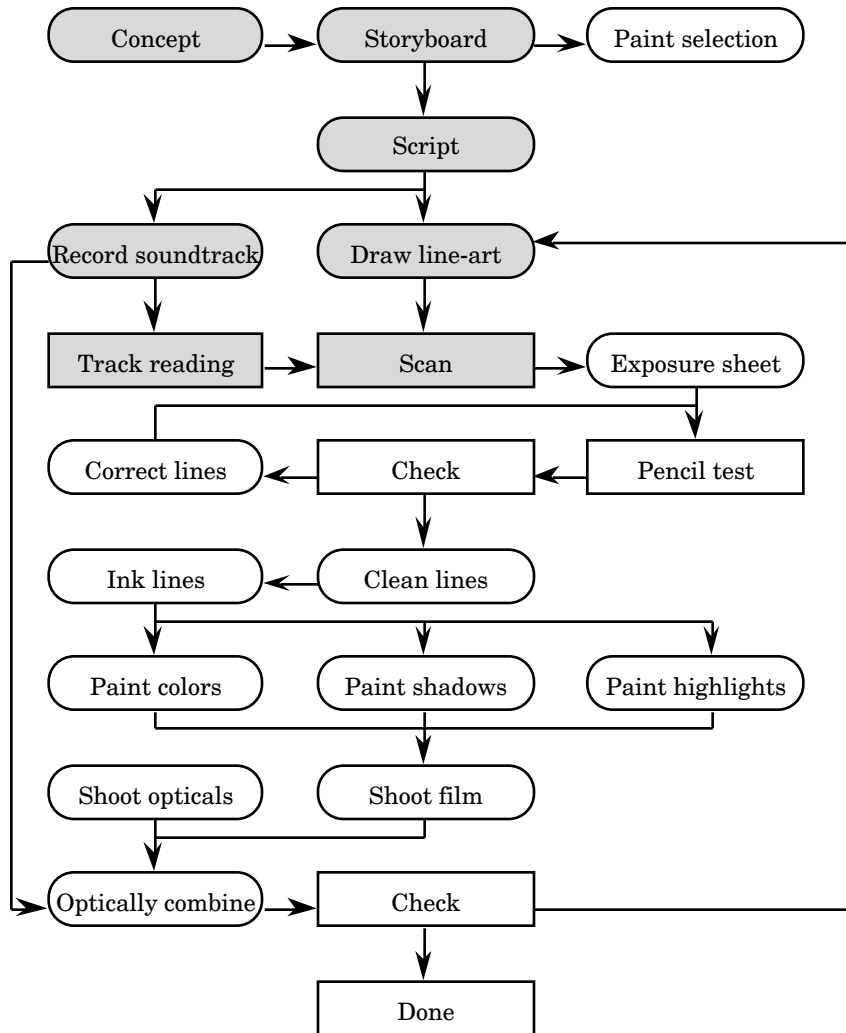 Concept
Storyboard
Paint selection
Script
Record soundtrack
Draw line-art
Track reading
Scan
Exposure sheet
Correct lines
Check
Pencil test
Ink lines
Clean lines
Paint colors
Paint shadows
Paint highlights
Shoot opticals
Shoot film
Optically combine
Check
Done